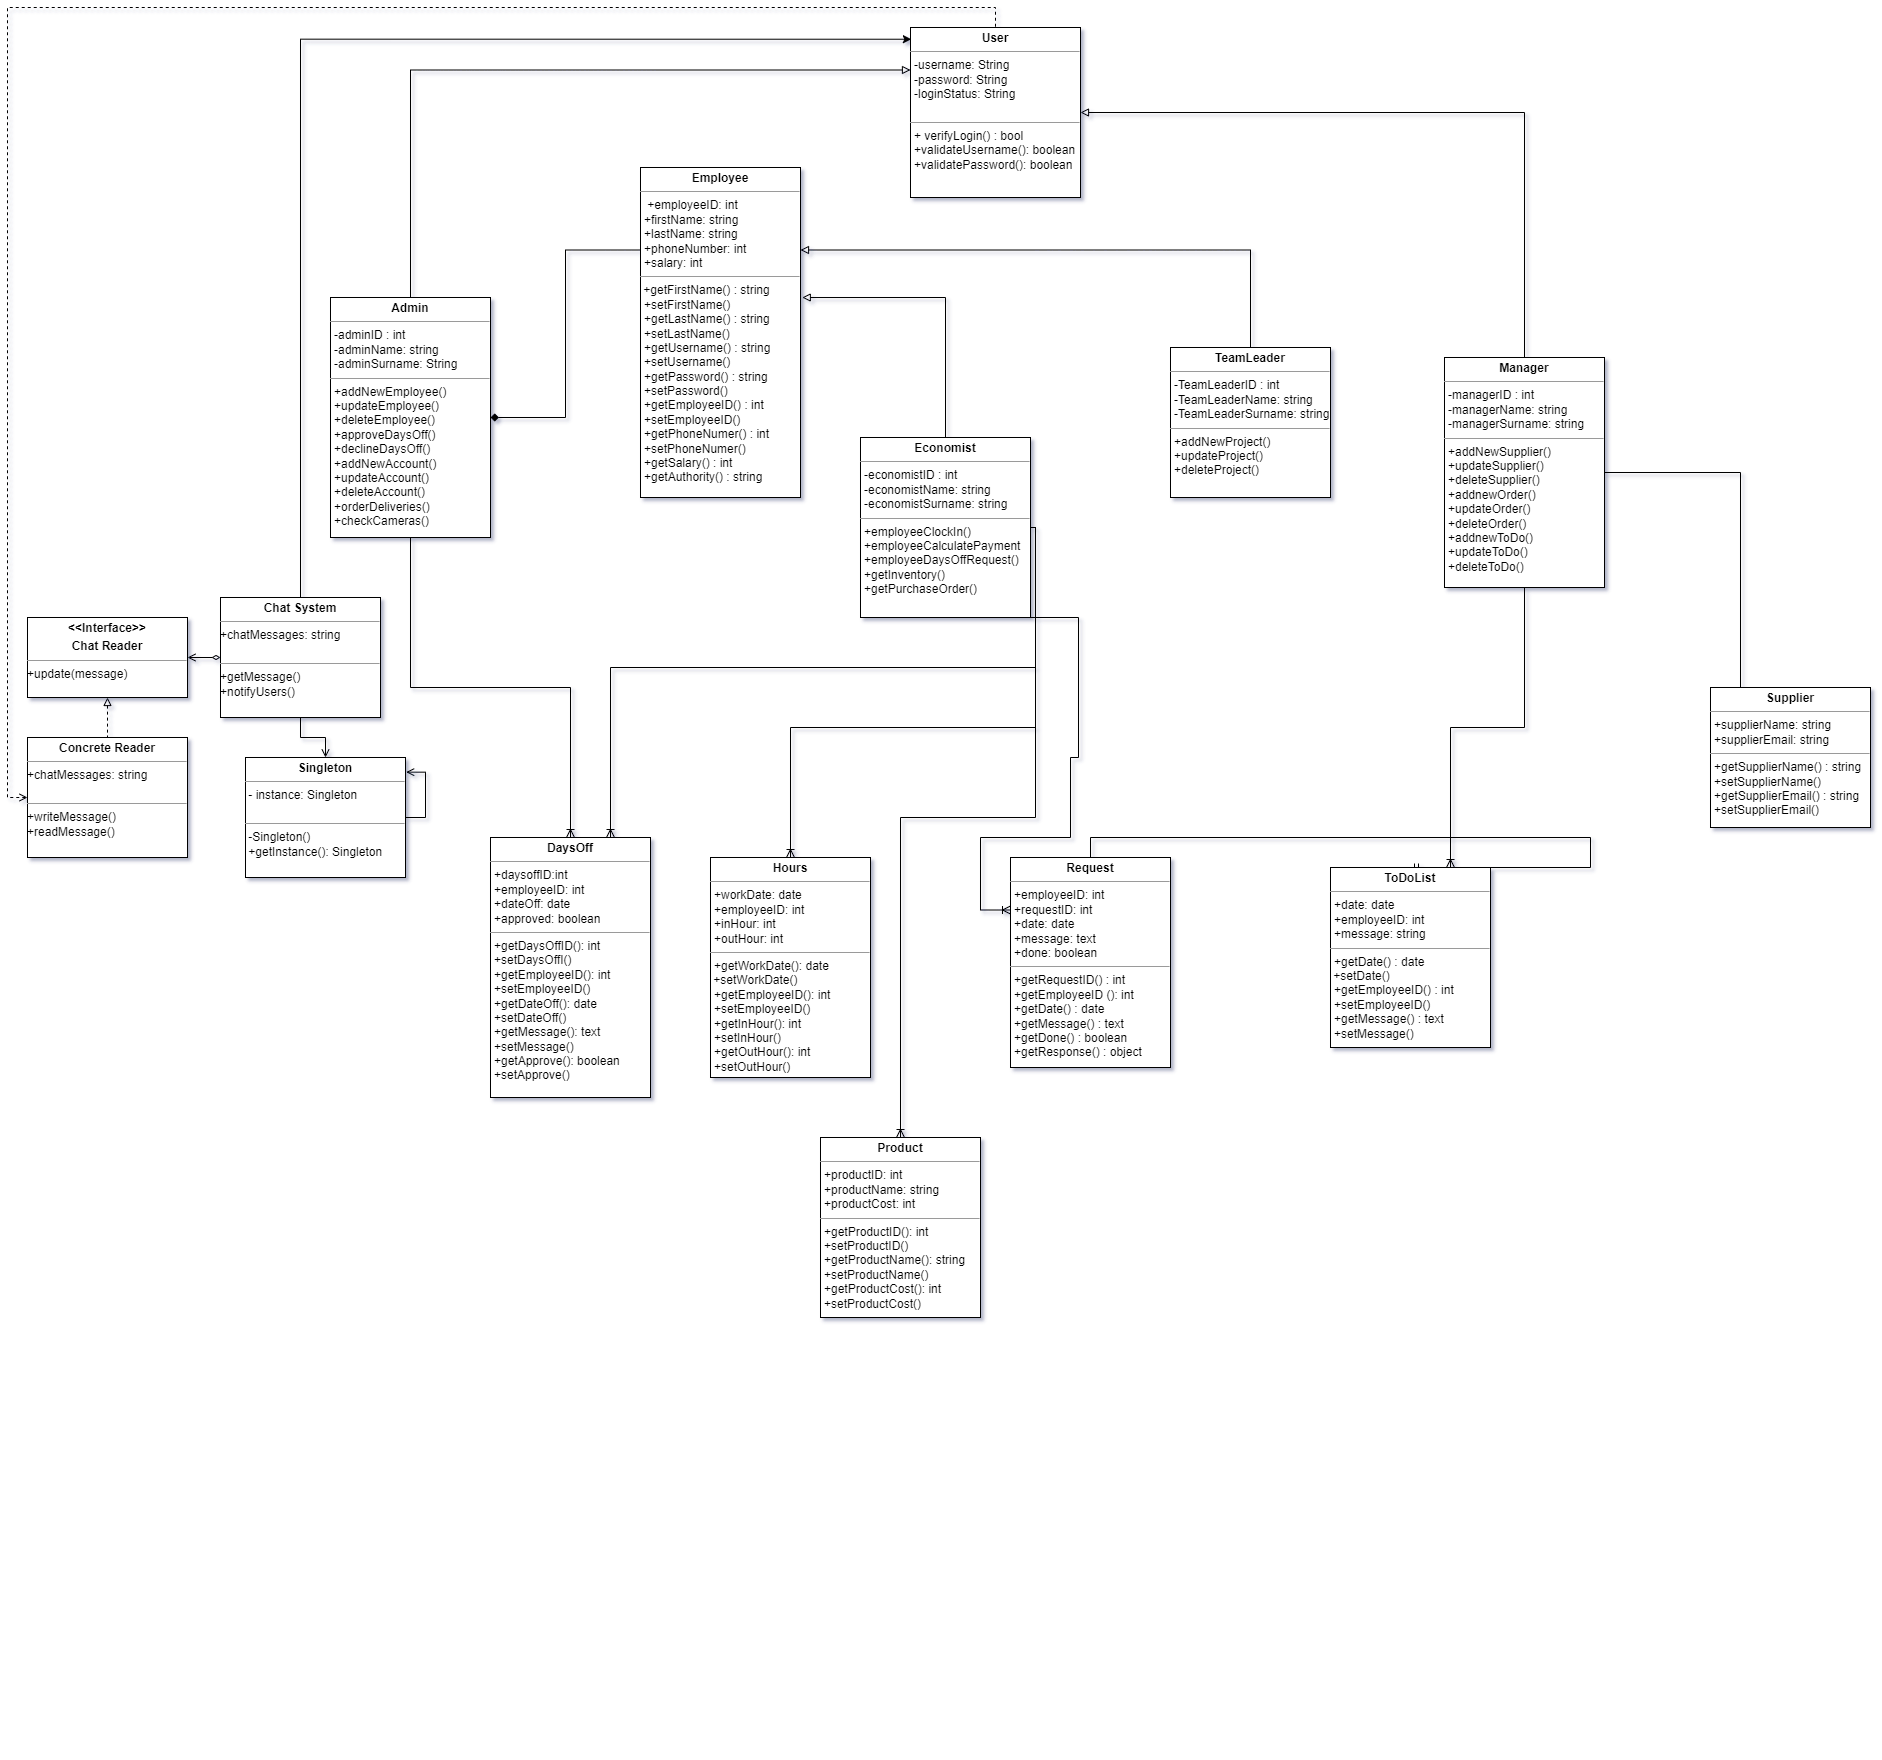 User
-username: String
-password: String
-loginStatus: String
+ verifyLogin() : bool
+validateUsername(): boolean
+validatePassword(): boolean
Employee
+employeeID: int
+firstName: string
+lastName: string
+phoneNumber: int
+salary: int
+getFirstName() : string
+setFirstName()
+getLastName() : string
+setLastName()
+getUsername() : string
+setUsername()
+getPassword() : string
+setPassword()
+getEmployeeID() : int
+setEmployeeID()
+getPhoneNumer() : int
+setPhoneNumer()
+getSalary() : int
+getAuthority() : string
Admin
-adminID : int
-adminName: string
-adminSurname: String
+addNewEmployee()
+updateEmployee()
+deleteEmployee()
+approveDaysOff()
+declineDaysOff()
+addNewAccount()
+updateAccount()
+deleteAccount()
+orderDeliveries()
+checkCameras()
TeamLeader
-TeamLeaderID : int
-TeamLeaderName: string
-TeamLeaderSurname: string
+addNewProject()
+updateProject()
+deleteProject()
Manager
-managerID : int
-managerName: string
-managerSurname: string
+addNewSupplier()
+updateSupplier()
+deleteSupplier()
+addnewOrder()
+updateOrder()
+deleteOrder()
+addnewToDo()
+updateToDo()
+deleteToDo()
Economist
-economistID : int
-economistName: string
-economistSurname: string
+employeeClockIn()
+employeeCalculatePayment
+employeeDaysOffRequest()
+getInventory()
+getPurchaseOrder()
Chat System
+chatMessages: string
+getMessage()
+notifyUsers()
<<Interface>>
Chat Reader
+update(message)
Concrete Reader
+chatMessages: string
+writeMessage()
+readMessage()
Singleton
- instance: Singleton
-Singleton()
+getInstance(): Singleton
Supplier
+supplierName: string
+supplierEmail: string
+getSupplierName() : string
+setSupplierName()
+getSupplierEmail() : string
+setSupplierEmail()
DaysOff
+daysoffID:int
+employeeID: int
+dateOff: date
+approved: boolean
+getDaysOffID(): int
+setDaysOffI()
+getEmployeeID(): int
+setEmployeeID()
+getDateOff(): date
+setDateOff()
+getMessage(): text
+setMessage()
+getApprove(): boolean
+setApprove()
Hours
+workDate: date
+employeeID: int
+inHour: int
+outHour: int
+getWorkDate(): date
+setWorkDate()
+getEmployeeID(): int
+setEmployeeID()
+getInHour(): int
+setInHour()
+getOutHour(): int
+setOutHour()
Request
+employeeID: int
+requestID: int
+date: date
+message: text
+done: boolean
+getRequestID() : int
+getEmployeeID (): int
+getDate() : date
+getMessage() : text
+getDone() : boolean
+getResponse() : object
ToDoList
+date: date
+employeeID: int
+message: string
+getDate() : date
+setDate()
+getEmployeeID() : int
+setEmployeeID()
+getMessage() : text
+setMessage()
Product
+productID: int
+productName: string
+productCost: int
+getProductID(): int
+setProductID()
+getProductName(): string
+setProductName()
+getProductCost(): int
+setProductCost()